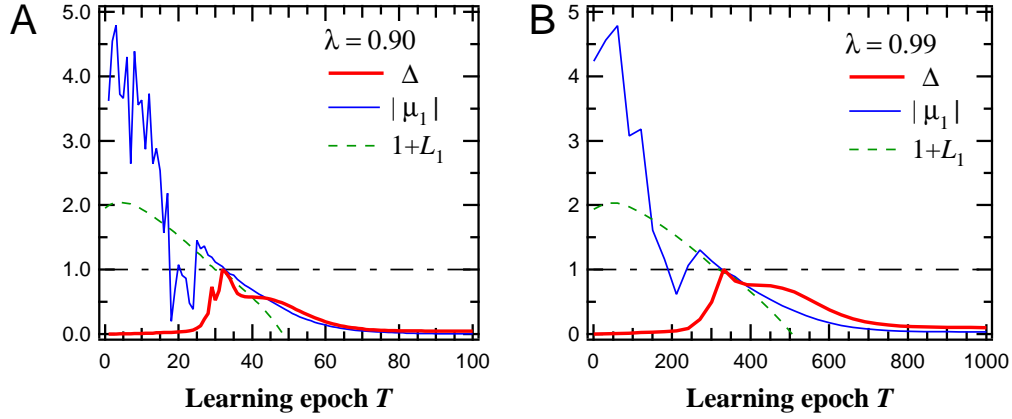 A
5.0
4.0
3.0
2.0
1.0
0.0
λ = 0.90
Δ
| μ1 |
1+L1
0
20
40
60
80
100
Learning epoch T
B
5
4
3
2
1
0
λ = 0.99
Δ
| μ1 |
1+L1
0
200
400
600
800
1000
Learning epoch T